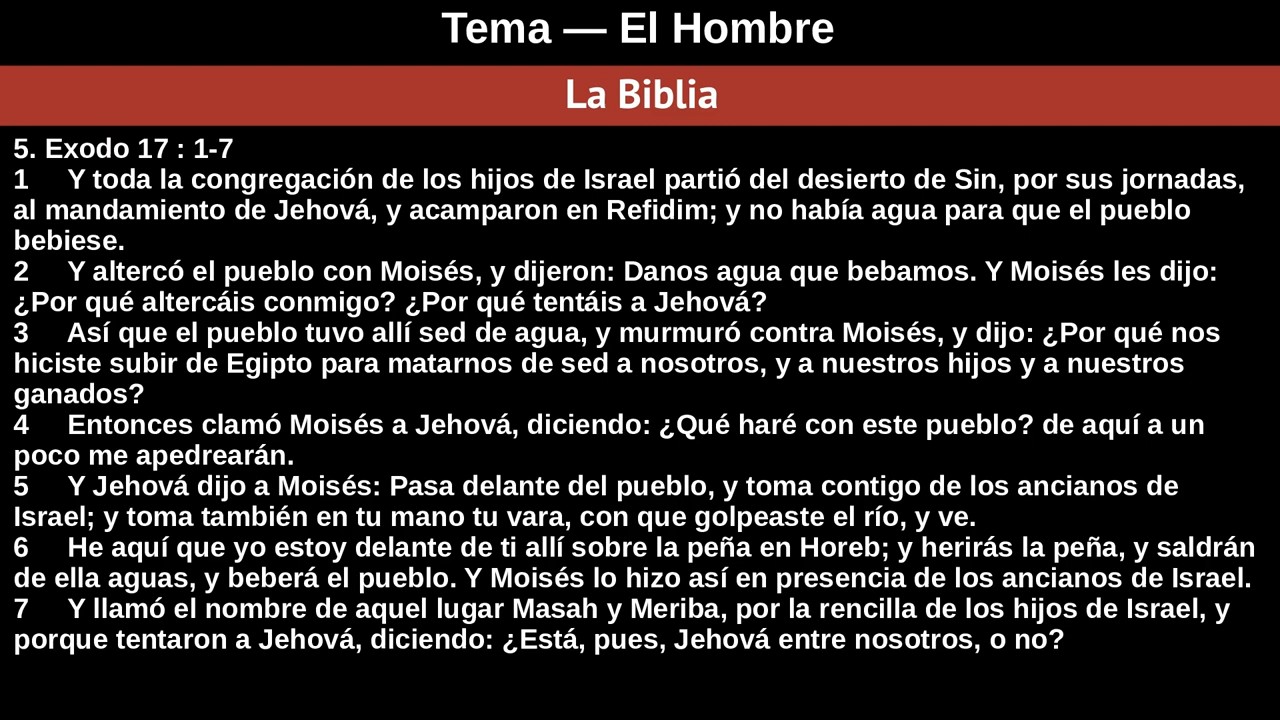 Tema — El Hombre
La Biblia
5. Exodo 17 : 1-7
1 Y toda la congregación de los hijos de Israel partió del desierto de Sin, por sus jornadas,
al mandamiento de Jehová, y acamparon en Refidim; y no había agua para que el pueblo
bebiese.
2 Y altercó el pueblo con Moisés, y dijeron: Danos agua que bebamos. Y Moisés les dijo:
¿Por qué altercáis conmigo? ¿Por qué tentáis a Jehová?
3 Así que el pueblo tuvo allí sed de agua, y murmuró contra Moisés, y dijo: ¿Por qué nos
hiciste subir de Egipto para matarnos de sed a nosotros, y a nuestros hijos y a nuestros
ganados?
4 Entonces clamó Moisés a Jehová, diciendo: ¿Qué haré con este pueblo? de aquí a un
poco me apedrearán.
5 Y Jehová dijo a Moisés: Pasa delante del pueblo, y toma contigo de los ancianos de
Israel; y toma también en tu mano tu vara, con que golpeaste el río, y ve.
6 He aquí que yo estoy delante de ti allí sobre la peña en Horeb; y herirás la peña, y saldrán
de ella aguas, y beberá el pueblo. Y Moisés lo hizo así en presencia de los ancianos de Israel.
7 Y llamó el nombre de aquel lugar Masah y Meriba, por la rencilla de los hijos de Israel, y
porque tentaron a Jehová, diciendo: ¿Está, pues, Jehová entre nosotros, o no?